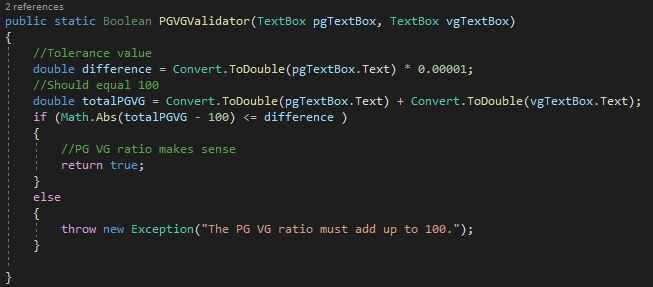 2 references
public static Boolean PGVGValidator(TextBox pgTextBox, TextBox vgTextBox)
{
//Tolerance value
double difference = Convert.ToDouble(pgTextBox.Text) * 0.00001;
//Should equal 100
double totalPGVG = Convert.ToDouble(pgTextBox.Text) + Convert.ToDouble(vgTextBox.Text);
if (Math.Abs(totalPGVG - 100) <= difference )
{
//PG VG ratio makes sense
return true;
}
else
{
throw new Exception("The PG VG ratio must add up to 100.");
}
}